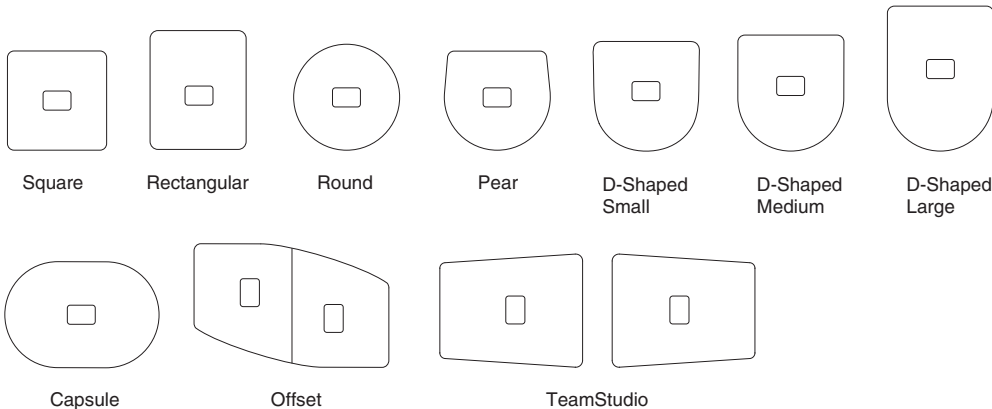 Square
Rectangular
Round
Pear
D-Shaped
Small
D-Shaped
Medium
D-Shaped
Large
Capsule
Offset
TeamStudio